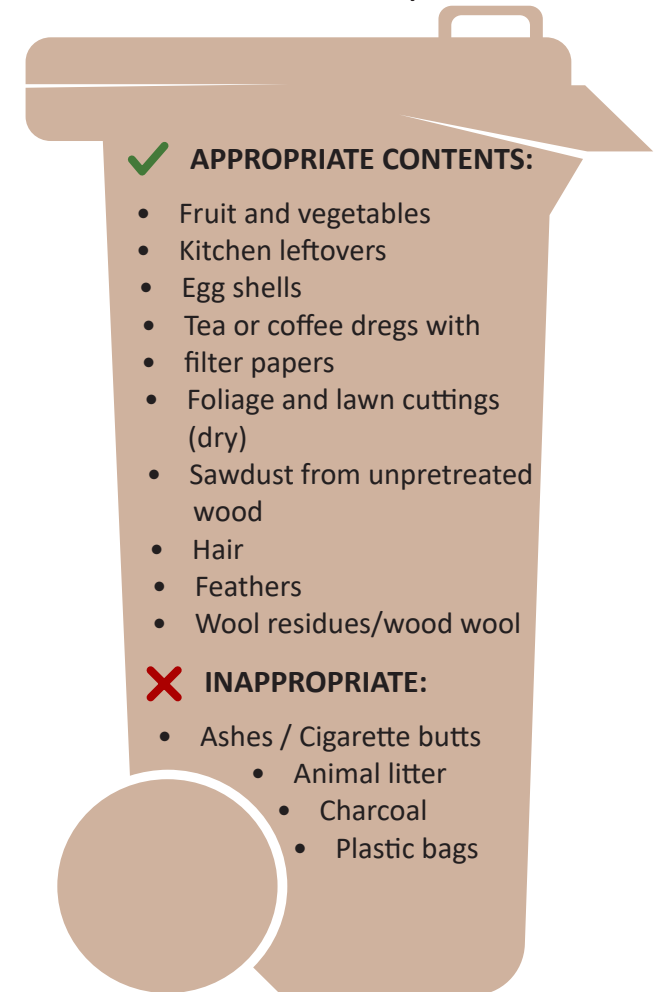 APPROPRIATE CONTENTS:
• Fruit and vegetables
• Kitchen leftovers
• Egg shells
• Tea or coffee dregs with
• filter papers
• Foliage and lawn cuttings
(dry)
• Sawdust from unpretreated
wood
• Hair
• Feathers
• Wool residues/wood wool
INAPPROPRIATE:
• Ashes / Cigarette butts
• Animal litter
• Charcoal
• Plastic bags